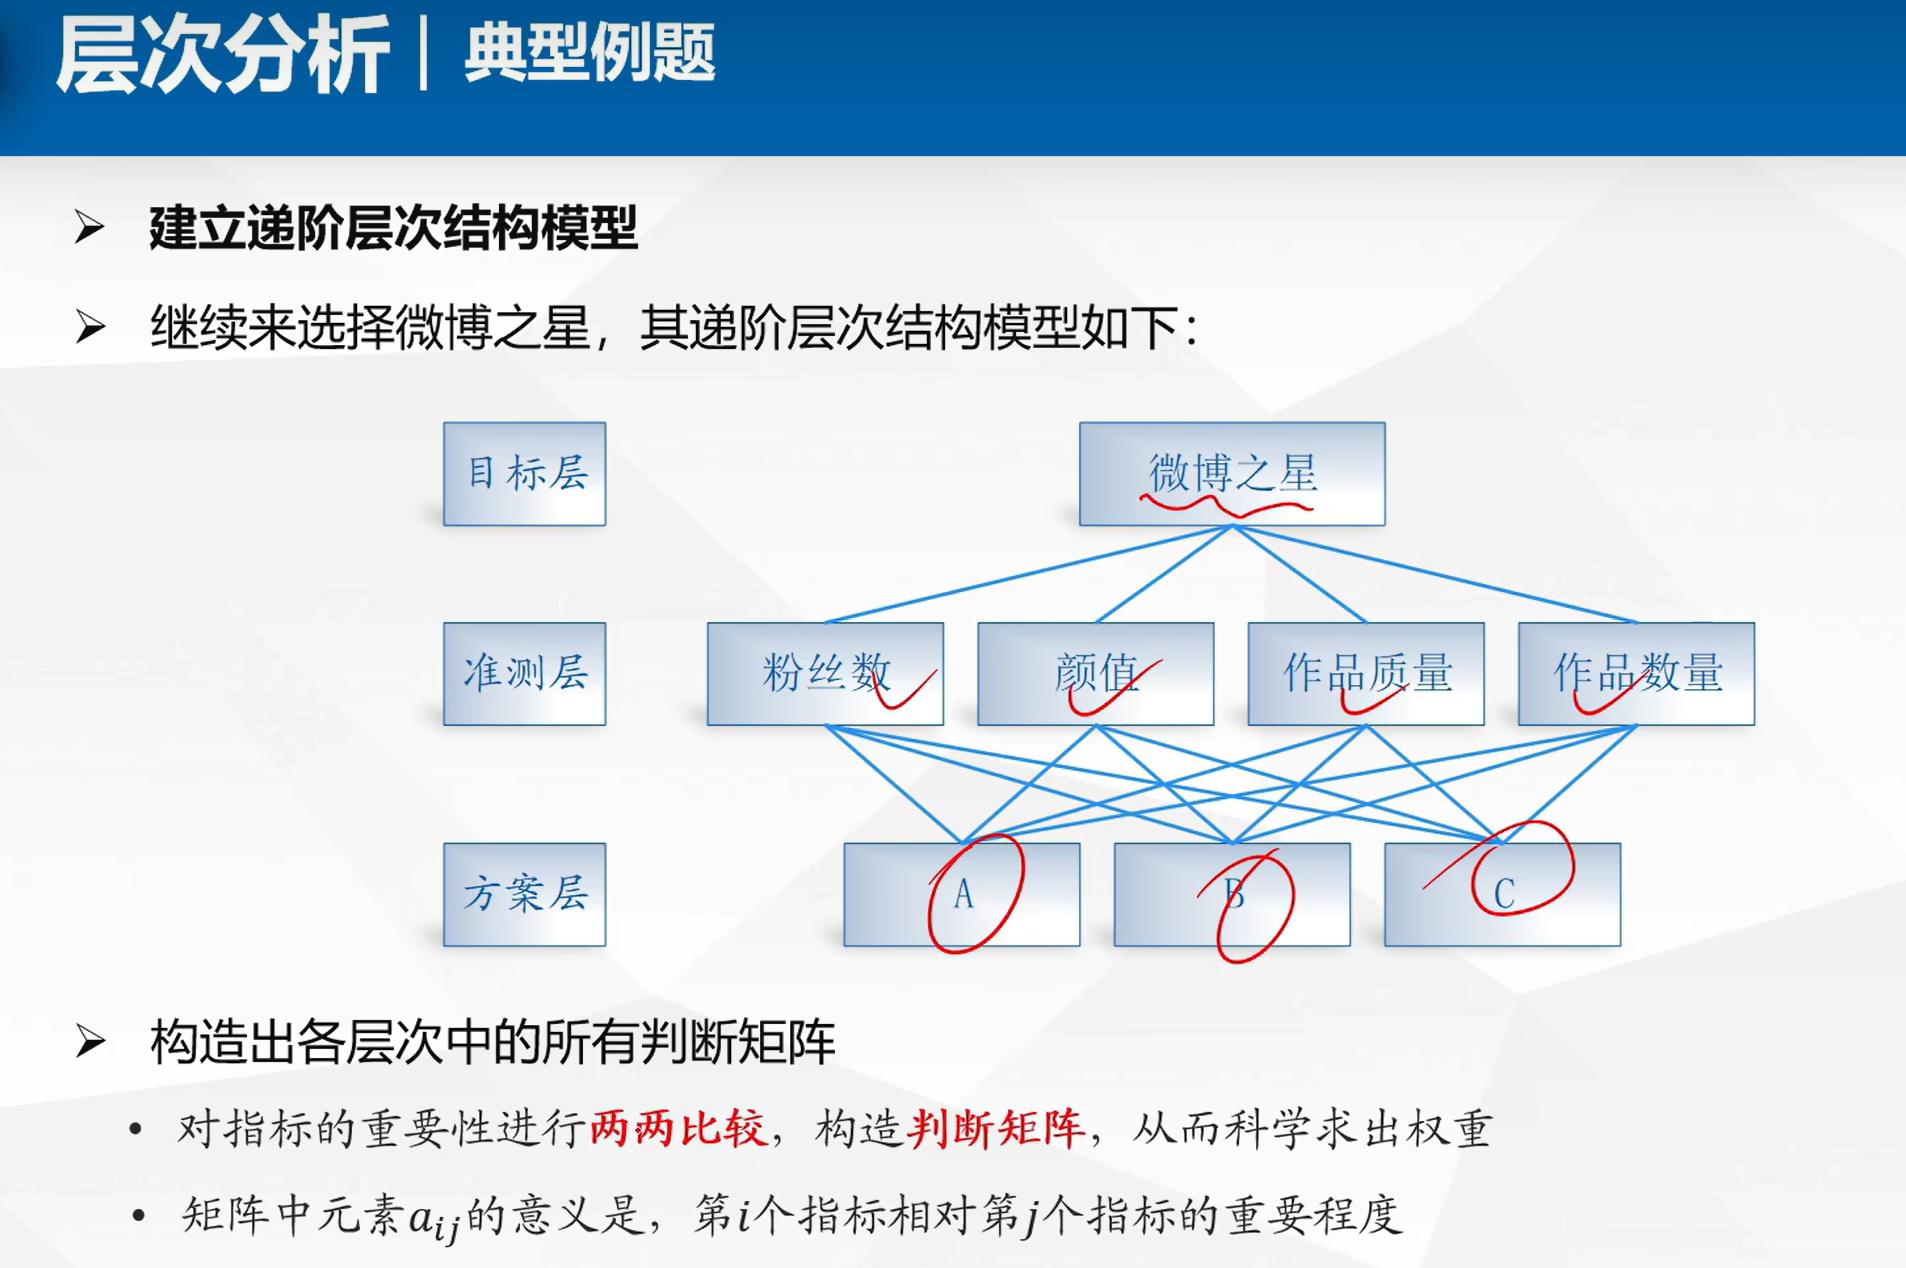 层次分析｜典型例题
建立递阶层次结构模型
继续来选择微博之星，其递阶层次结构模型如下：
目标层
微博之星
准测层
粉丝数
颜值
作品质量
作品数量
方案层
A
B
C
构造出各层次中的所有判断矩阵
对指标的重要性进行两两比较，构造判断矩阵，从而科学求出权重
矩阵中元素a_{ij}的意义是，第i个指标相对第j个指标的重要程度